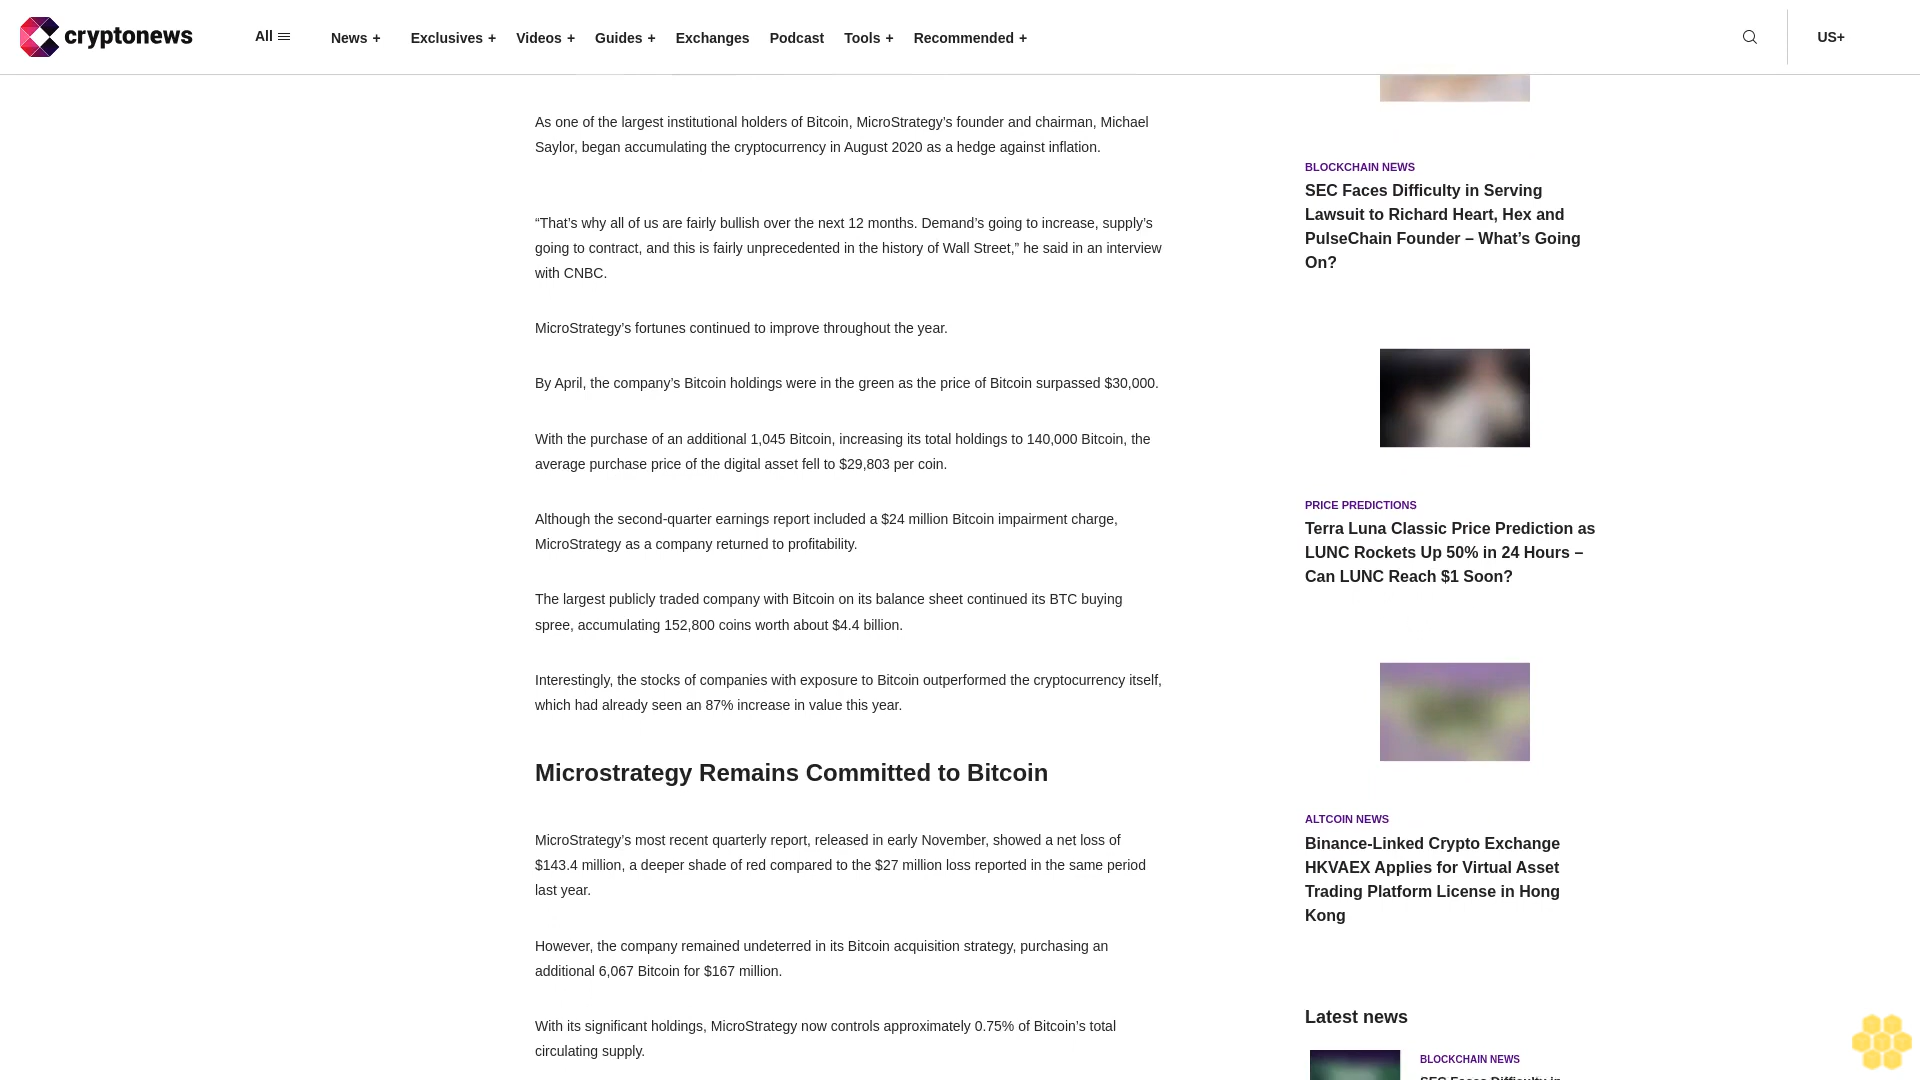 cryptonews
All
News +
Exclusives +
Videos +
Guides +
Exchanges
Podcast
Tools +
Recommended +
US+
As one of the largest institutional holders of Bitcoin, MicroStrategy’s founder and chairman, Michael
Saylor, began accumulating the cryptocurrency in August 2020 as a hedge against inflation.
“That’s why all of us are fairly bullish over the next 12 months. Demand’s going to increase, supply’s
going to contract, and this is fairly unprecedented in the history of Wall Street,” he said in an interview
with CNBC.
MicroStrategy’s fortunes continued to improve throughout the year.
By April, the company’s Bitcoin holdings were in the green as the price of Bitcoin surpassed $30,000.
With the purchase of an additional 1,045 Bitcoin, increasing its total holdings to 140,000 Bitcoin, the
average purchase price of the digital asset fell to $29,803 per coin.
Although the second-quarter earnings report included a $24 million Bitcoin impairment charge,
MicroStrategy as a company returned to profitability.
The largest publicly traded company with Bitcoin on its balance sheet continued its BTC buying
spree, accumulating 152,800 coins worth about $4.4 billion.
Interestingly, the stocks of companies with exposure to Bitcoin outperformed the cryptocurrency itself,
which had already seen an 87% increase in value this year.
Microstrategy Remains Committed to Bitcoin
MicroStrategy’s most recent quarterly report, released in early November, showed a net loss of
$143.4 million, a deeper shade of red compared to the $27 million loss reported in the same period
last year.
However, the company remained undeterred in its Bitcoin acquisition strategy, purchasing an
additional 6,067 Bitcoin for $167 million.
With its significant holdings, MicroStrategy now controls approximately 0.75% of Bitcoin’s total
circulating supply.
BLOCKCHAIN NEWS
SEC Faces Difficulty in Serving
Lawsuit to Richard Heart, Hex and
PulseChain Founder – What’s Going
On?
PRICE PREDICTIONS
Terra Luna Classic Price Prediction as
LUNC Rockets Up 50% in 24 Hours –
Can LUNC Reach $1 Soon?
ALTCOIN NEWS
Binance-Linked Crypto Exchange
HKVAEX Applies for Virtual Asset
Trading Platform License in Hong
Kong
Latest news
BLOCKCHAIN NEWS
SEC Faces Difficulty in